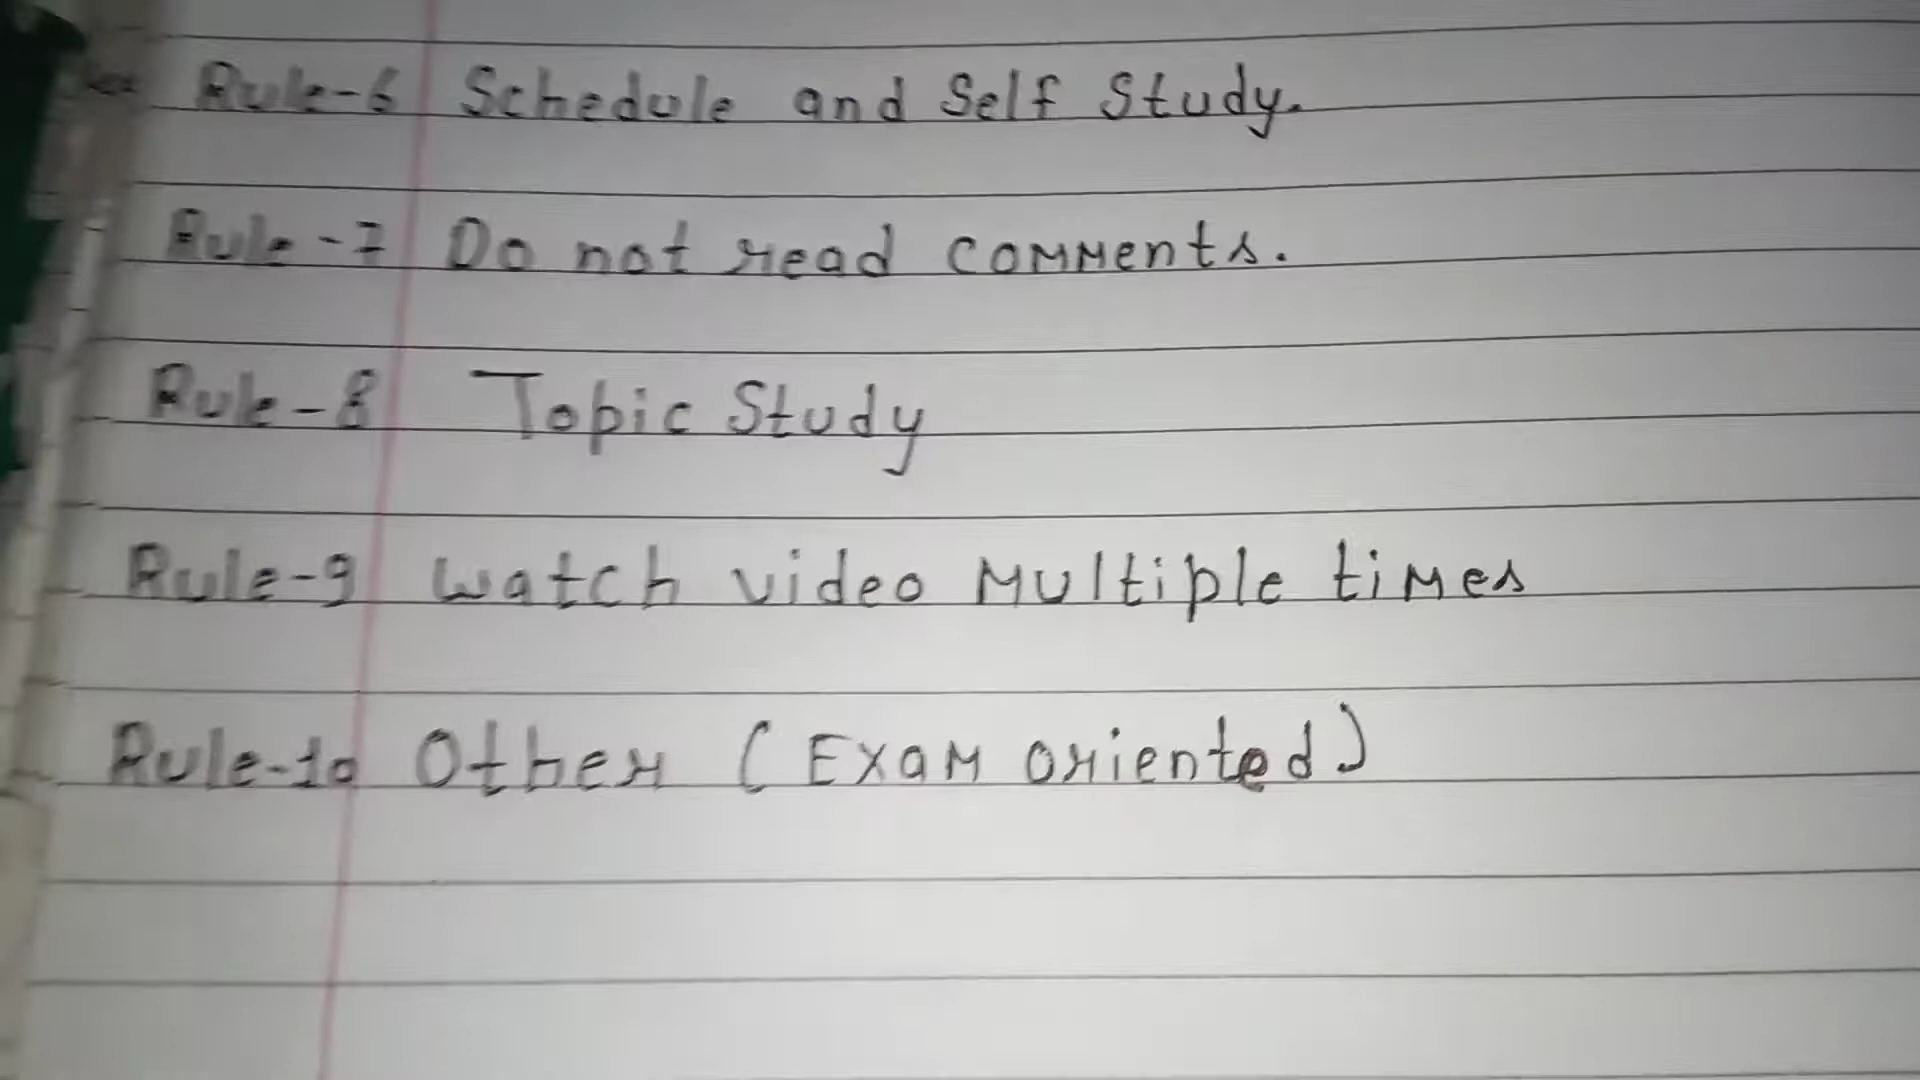 Rule-6 Schedule and Self Study.
Rule-7 Do not read comments.
Rule-8 Topic Study
Rule-9 Watch video Multiple times
Rule-10 Other (Exam oriented)